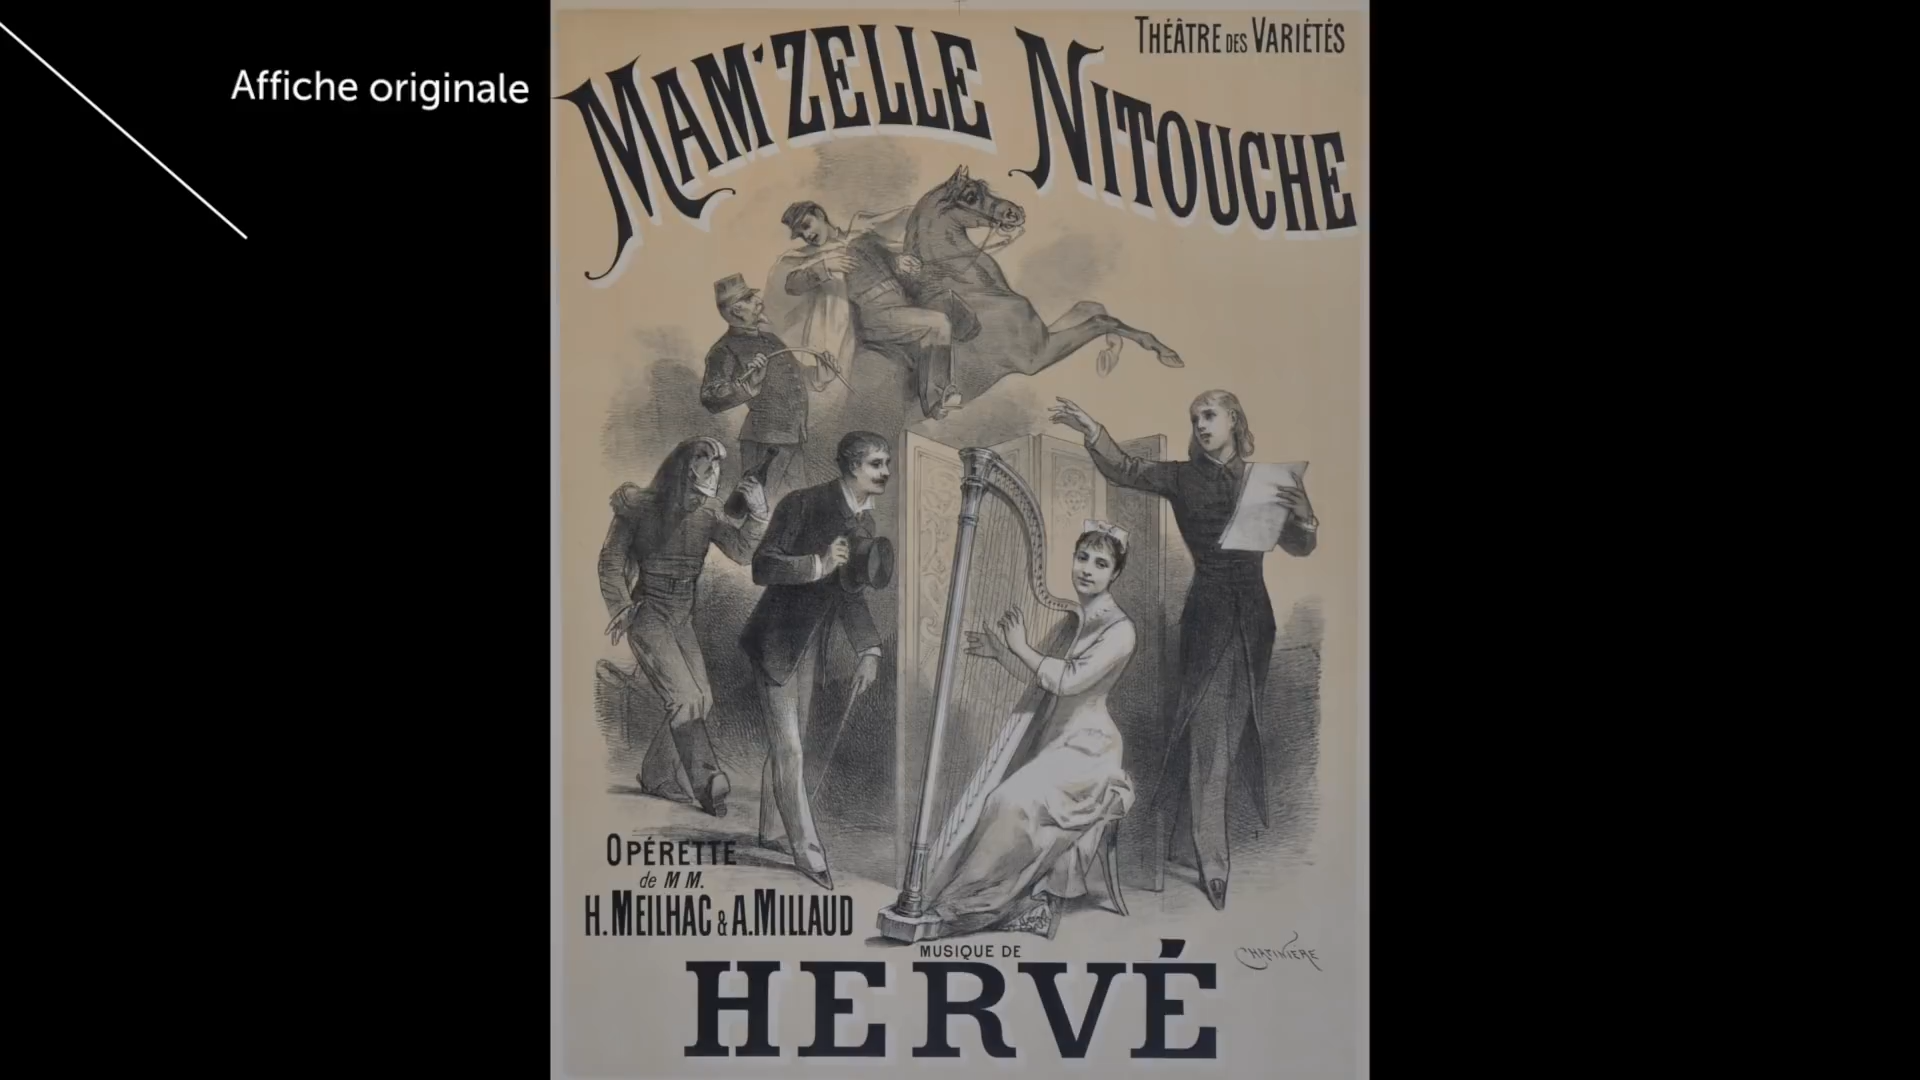 Affiche originale
THÉÂTRE DES VARIÉTÉS
MAM'ZELLE NITOUCHE
OPÉRETTE
de MM.
H. MEILHAC & A. MILLAUD
MUSIQUE DE
HERVÉ
CHATINIÈRE